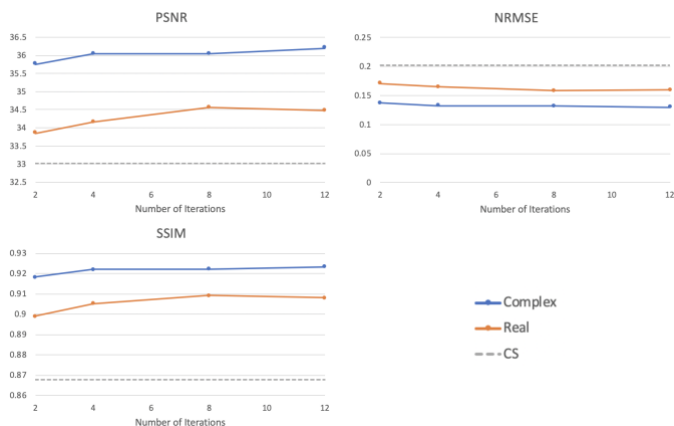 PSNR
36.5
36
35.5
35
34.5
34
33.5
33
32.5
2 4 6 8 10 12
Number of Iterations
NRMSE
0.25
0.2
0.15
0.1
0.05
0
2 4 6 8 10 12
Number of Iterations
SSIM
0.93
0.92
0.91
0.9
0.89
0.88
0.87
0.86
2 4 6 8 10 12
Number of Iterations
Complex
Real
CS